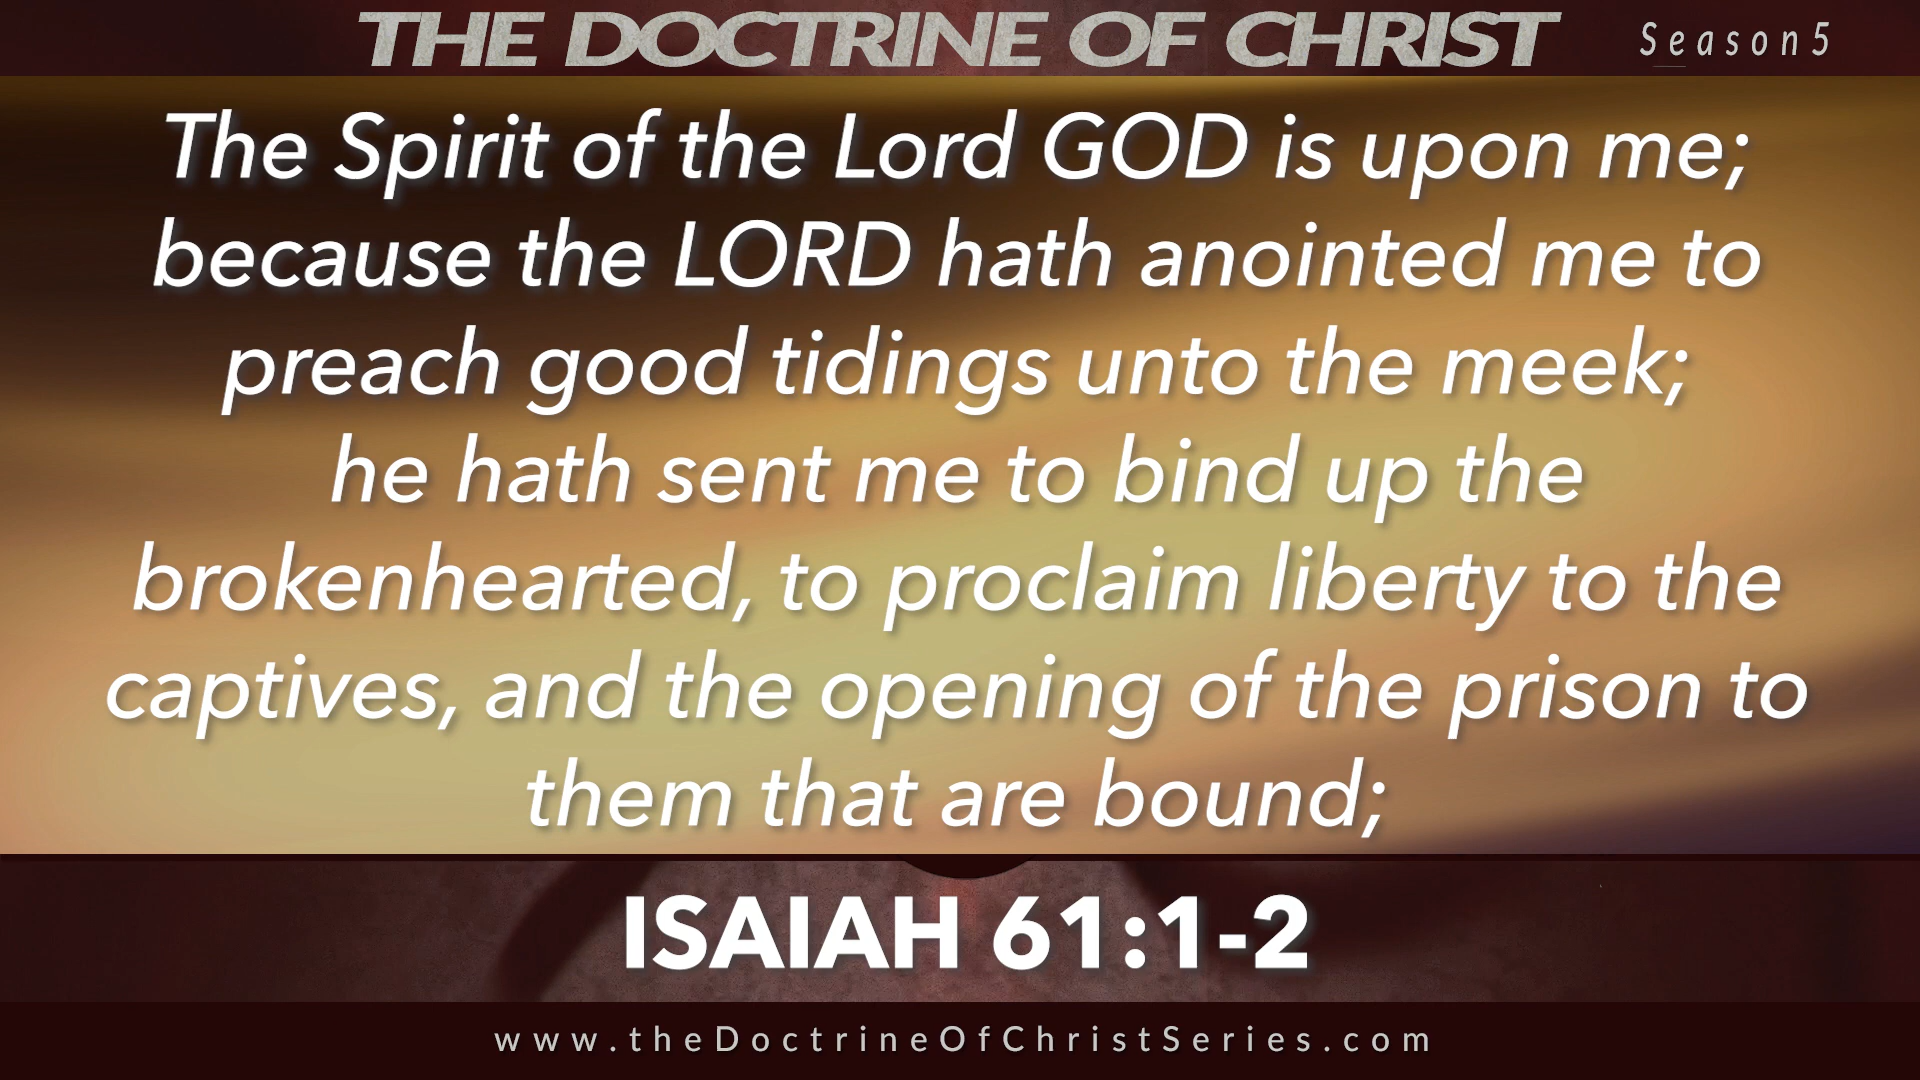 THE DOCTRINE OF CHRIST
Season 5
The Spirit of the Lord GOD is upon me;
because the LORD hath anointed me to
preach good tidings unto the meek;
he hath sent me to bind up the
brokenhearted, to proclaim liberty to the
captives, and the opening of the prison to
them that are bound;
ISAIAH 61:1-2
www.theDoctrineOfChristSeries.com